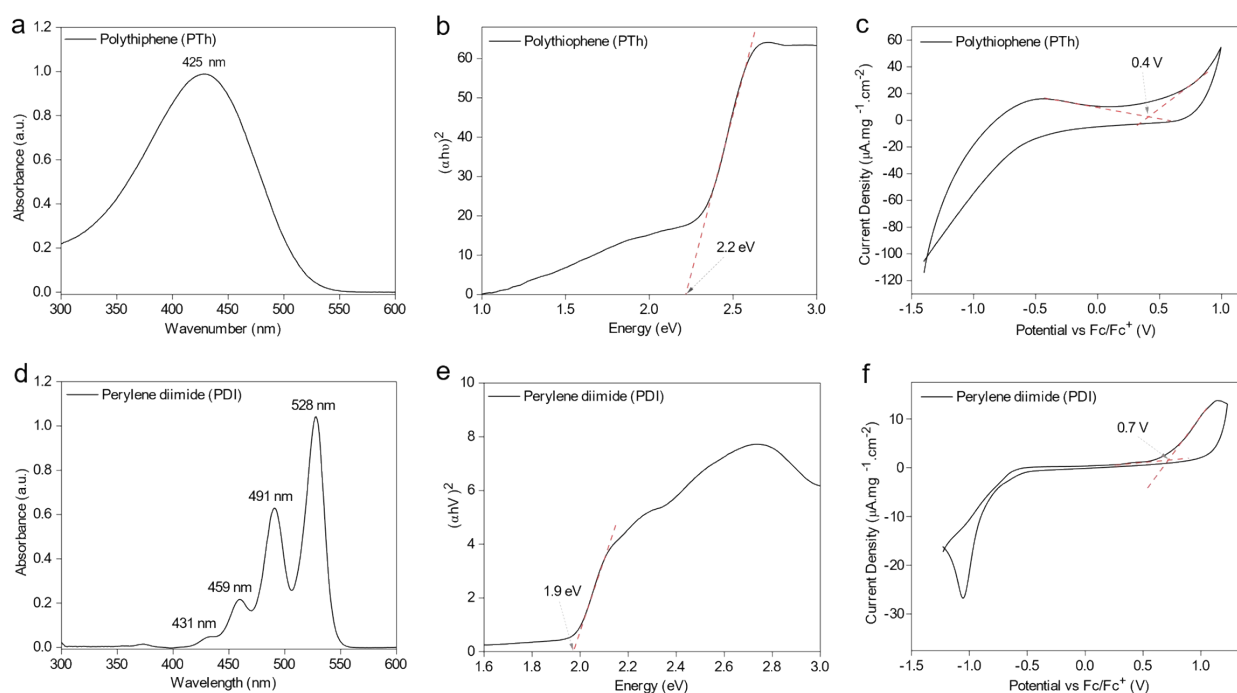 a
Polythiphene (PTh)
425 nm
1.2
1.0
0.8
0.6
0.4
0.2
0.0
Absorbance (a.u.)
300 350 400 450 500 550 600
Wavenumber (nm)
b
Polythiophene (PTh)
60
40
20
0
(αhυ)²
2.2 eV
1.0 1.5 2.0 2.5 3.0
Energy (eV)
c
Polythiophene (PTh)
0.4 V
60
40
20
0
-20
-40
-60
-80
-100
-120
Current Density (μA.mg⁻¹.cm⁻²)
-1.5 -1.0 -0.5 0.0 0.5 1.0
Potential vs Fc/Fc⁺ (V)
d
Perylene diimide (PDI)
528 nm
491 nm
459 nm
431 nm
1.2
1.0
0.8
0.6
0.4
0.2
0.0
Absorbance (a.u.)
300 350 400 450 500 550 600
Wavelength (nm)
e
Perylene diimide (PDI)
10
8
6
4
2
0
(αhV )²
1.9 eV
1.6 1.8 2.0 2.2 2.4 2.6 2.8 3.0
Energy (eV)
f
Perylene diimide (PDI)
0.7 V
10
0
-10
-20
-30
Current Density (μA.mg⁻¹.cm⁻²)
-1.5 -1.0 -0.5 0.0 0.5 1.0
Potential vs Fc/Fc⁺ (V)